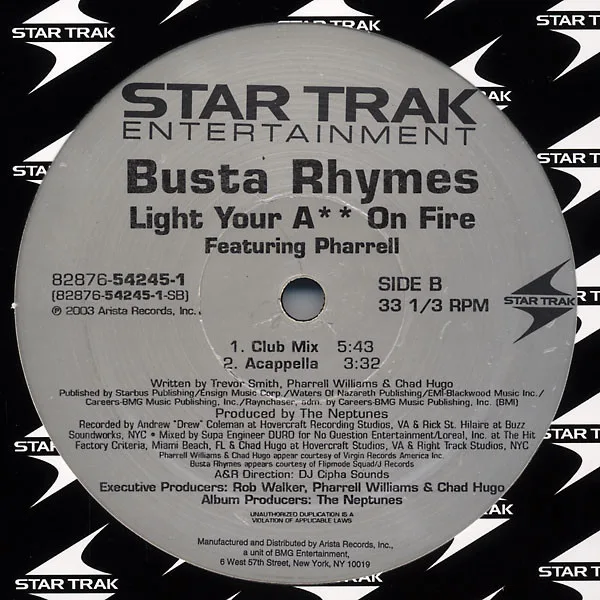 STAR TRAK
STAR TRAK
STAR TRAK
STAR TRAK
ENTERTAINMENT
Busta Rhymes
Light Your A** On Fire
Featuring Pharrell
82876-54245-1
(82876-54245-1-SB)
℗ 2003 Arista Records, Inc.
SIDE B
33 1/3 RPM
STAR TRAK
1. Club Mix 5:43
2. Acappella 3:32
Written by Trevor Smith, Pharrell Williams & Chad Hugo
Published by Starbus Publishing/Ensign Music Corp./Waters Of Nazareth Publishing/EMI-Blackwood Music Inc./
Careers-BMG Music Publishing, Inc./Raynchaser, adm. by Careers-BMG Music Publishing, Inc. (BMI)
Produced by The Neptunes
Recorded by Andrew "Drew" Coleman at Hovercraft Recording Studios, VA & Rick St. Hilaire at Buzz
Soundworks, NYC • Mixed by Supa Engineer DURO for No Question Entertainment/Loreal, Inc. at The Hit
Factory Criteria, Miami Beach, FL & Chad Hugo at Hovercraft Studios, VA & Right Track Studios, NYC
Pharrell Williams & Chad Hugo appear courtesy of Virgin Records America Inc.
Busta Rhymes appears courtesy of Flipmode Squad/J Records
A&R Direction: DJ Cipha Sounds
Executive Producers: Rob Walker, Pharrell Williams & Chad Hugo
Album Producers: The Neptunes
UNAUTHORIZED DUPLICATION IS A
VIOLATION OF APPLICABLE LAWS
Manufactured and Distributed by Arista Records, Inc.,
a unit of BMG Entertainment,
6 West 57th Street, New York, NY 10019
STAR TRAK
STAR TRAK